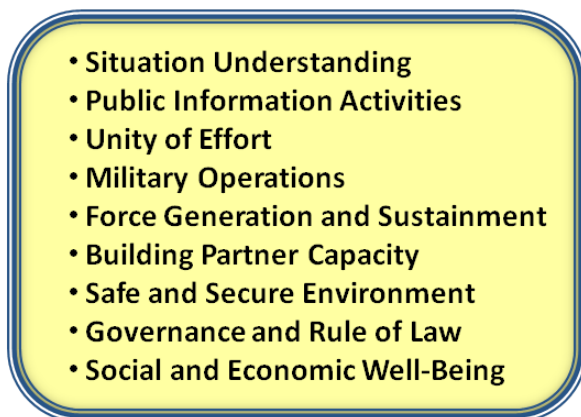 • Situation Understanding
• Public Information Activities
• Unity of Effort
• Military Operations
• Force Generation and Sustainment
• Building Partner Capacity
• Safe and Secure Environment
• Governance and Rule of Law
• Social and Economic Well-Being